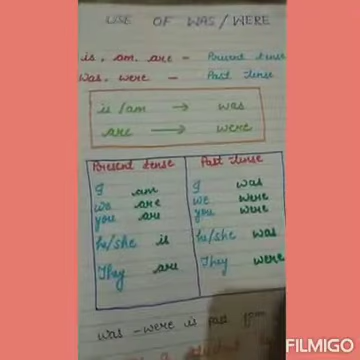 USE OF WAS/WERE
is, am, are - Present tense
Was, were - Past tense
is/am → was
are → were
Present tense Past tense
I am I was
we are we were
you are you were
he/she is he/she was
They are They were
was - were is past form
FILMIGO